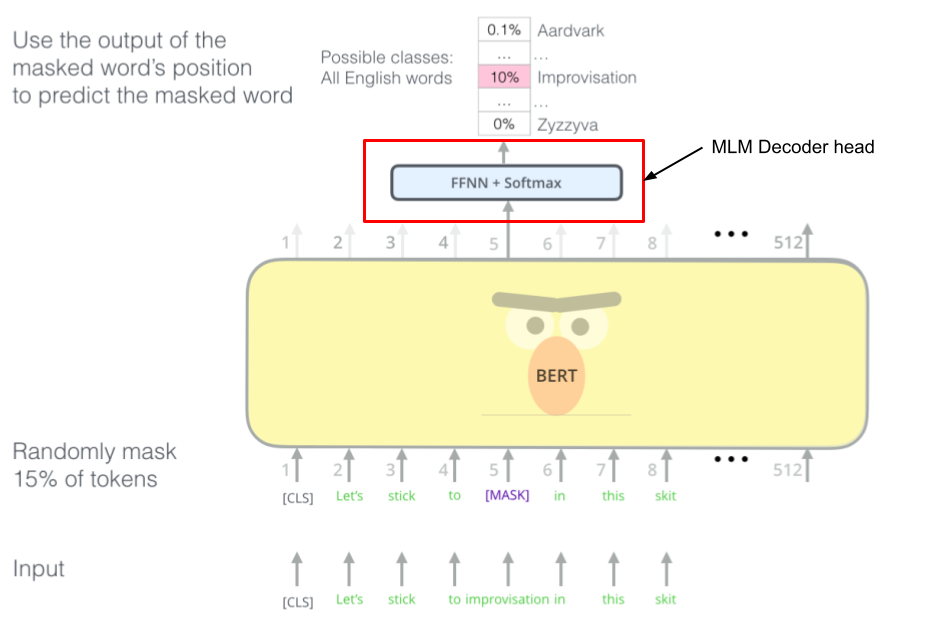 Use the output of the
masked word's position
to predict the masked word
Possible classes:
All English words
0.1% Aardvark
... ...
10% Improvisation
... ...
0% Zyzzyva
MLM Decoder head
FFNN + Softmax
1 2 3 4 5 6 7 8 ••• 512
BERT
Randomly mask
15% of tokens
1 2 3 4 5 6 7 8 ••• 512
[CLS] Let's stick to [MASK] in this skit
Input
[CLS] Let's stick to improvisation in this skit